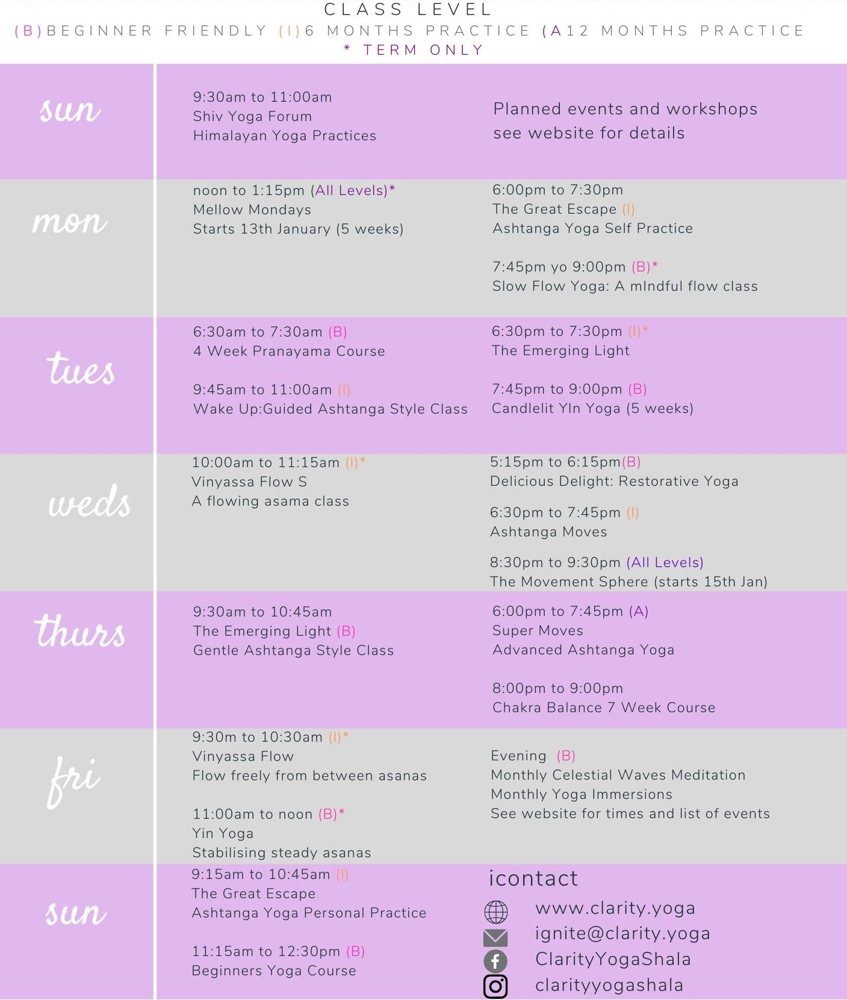 CLASS LEVEL
(B)BEGINNER FRIENDLY (I)6 MONTHS PRACTICE (A12 MONTHS PRACTICE
* TERM ONLY
sun
9:30am to 11:00am
Shiv Yoga Forum
Himalayan Yoga Practices
Planned events and workshops
see website for details
mon
noon to 1:15pm (All Levels)*
Mellow Mondays
Starts 13th January (5 weeks)
6:00pm to 7:30pm
The Great Escape (I)
Ashtanga Yoga Self Practice
7:45pm yo 9:00pm (B)*
Slow Flow Yoga: A mIndful flow class
tues
6:30am to 7:30am (B)
4 Week Pranayama Course
9:45am to 11:00am (I)
Wake Up:Guided Ashtanga Style Class
6:30pm to 7:30pm (I)*
The Emerging Light
7:45pm to 9:00pm (B)
Candlelit YIn Yoga (5 weeks)
weds
10:00am to 11:15am (I)*
Vinyassa Flow S
A flowing asama class
5:15pm to 6:15pm(B)
Delicious Delight: Restorative Yoga
6:30pm to 7:45pm (I)
Ashtanga Moves
8:30pm to 9:30pm (All Levels)
The Movement Sphere (starts 15th Jan)
thurs
9:30am to 10:45am
The Emerging Light (B)
Gentle Ashtanga Style Class
6:00pm to 7:45pm (A)
Super Moves
Advanced Ashtanga Yoga
8:00pm to 9:00pm
Chakra Balance 7 Week Course
fri
9:30m to 10:30am (I)*
Vinyassa Flow
Flow freely from between asanas
11:00am to noon (B)*
Yin Yoga
Stabilising steady asanas
Evening (B)
Monthly Celestial Waves Meditation
Monthly Yoga Immersions
See website for times and list of events
sun
9:15am to 10:45am (I)
The Great Escape
Ashtanga Yoga Personal Practice
11:15am to 12:30pm (B)
Beginners Yoga Course
icontact
www.clarity.yoga
ignite@clarity.yoga
ClarityYogaShala
clarityyogashala